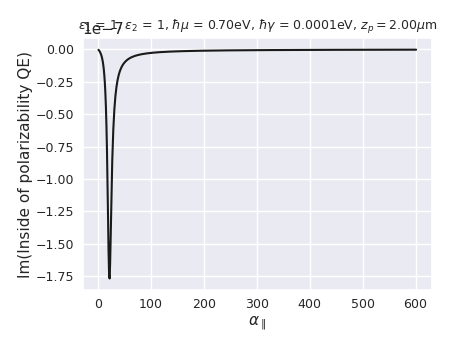 1e−7
ε₁ = 1, ε₂ = 1, ħμ = 0.70eV, ħγ = 0.0001eV, zₚ = 2.00μm
Im(Inside of polarizability QE)
0.00
−0.25
−0.50
−0.75
−1.00
−1.25
−1.50
−1.75
0 100 200 300 400 500 600
α∥